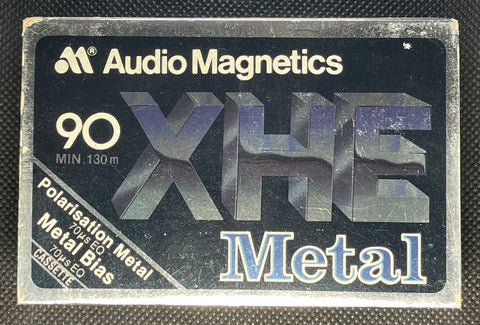 Audio Magnetics
®
90
MIN. 130 m
XHE
Polarisation Metal
70µs EQ
Metal Bias
70µs EQ
CASSETTE
Metal